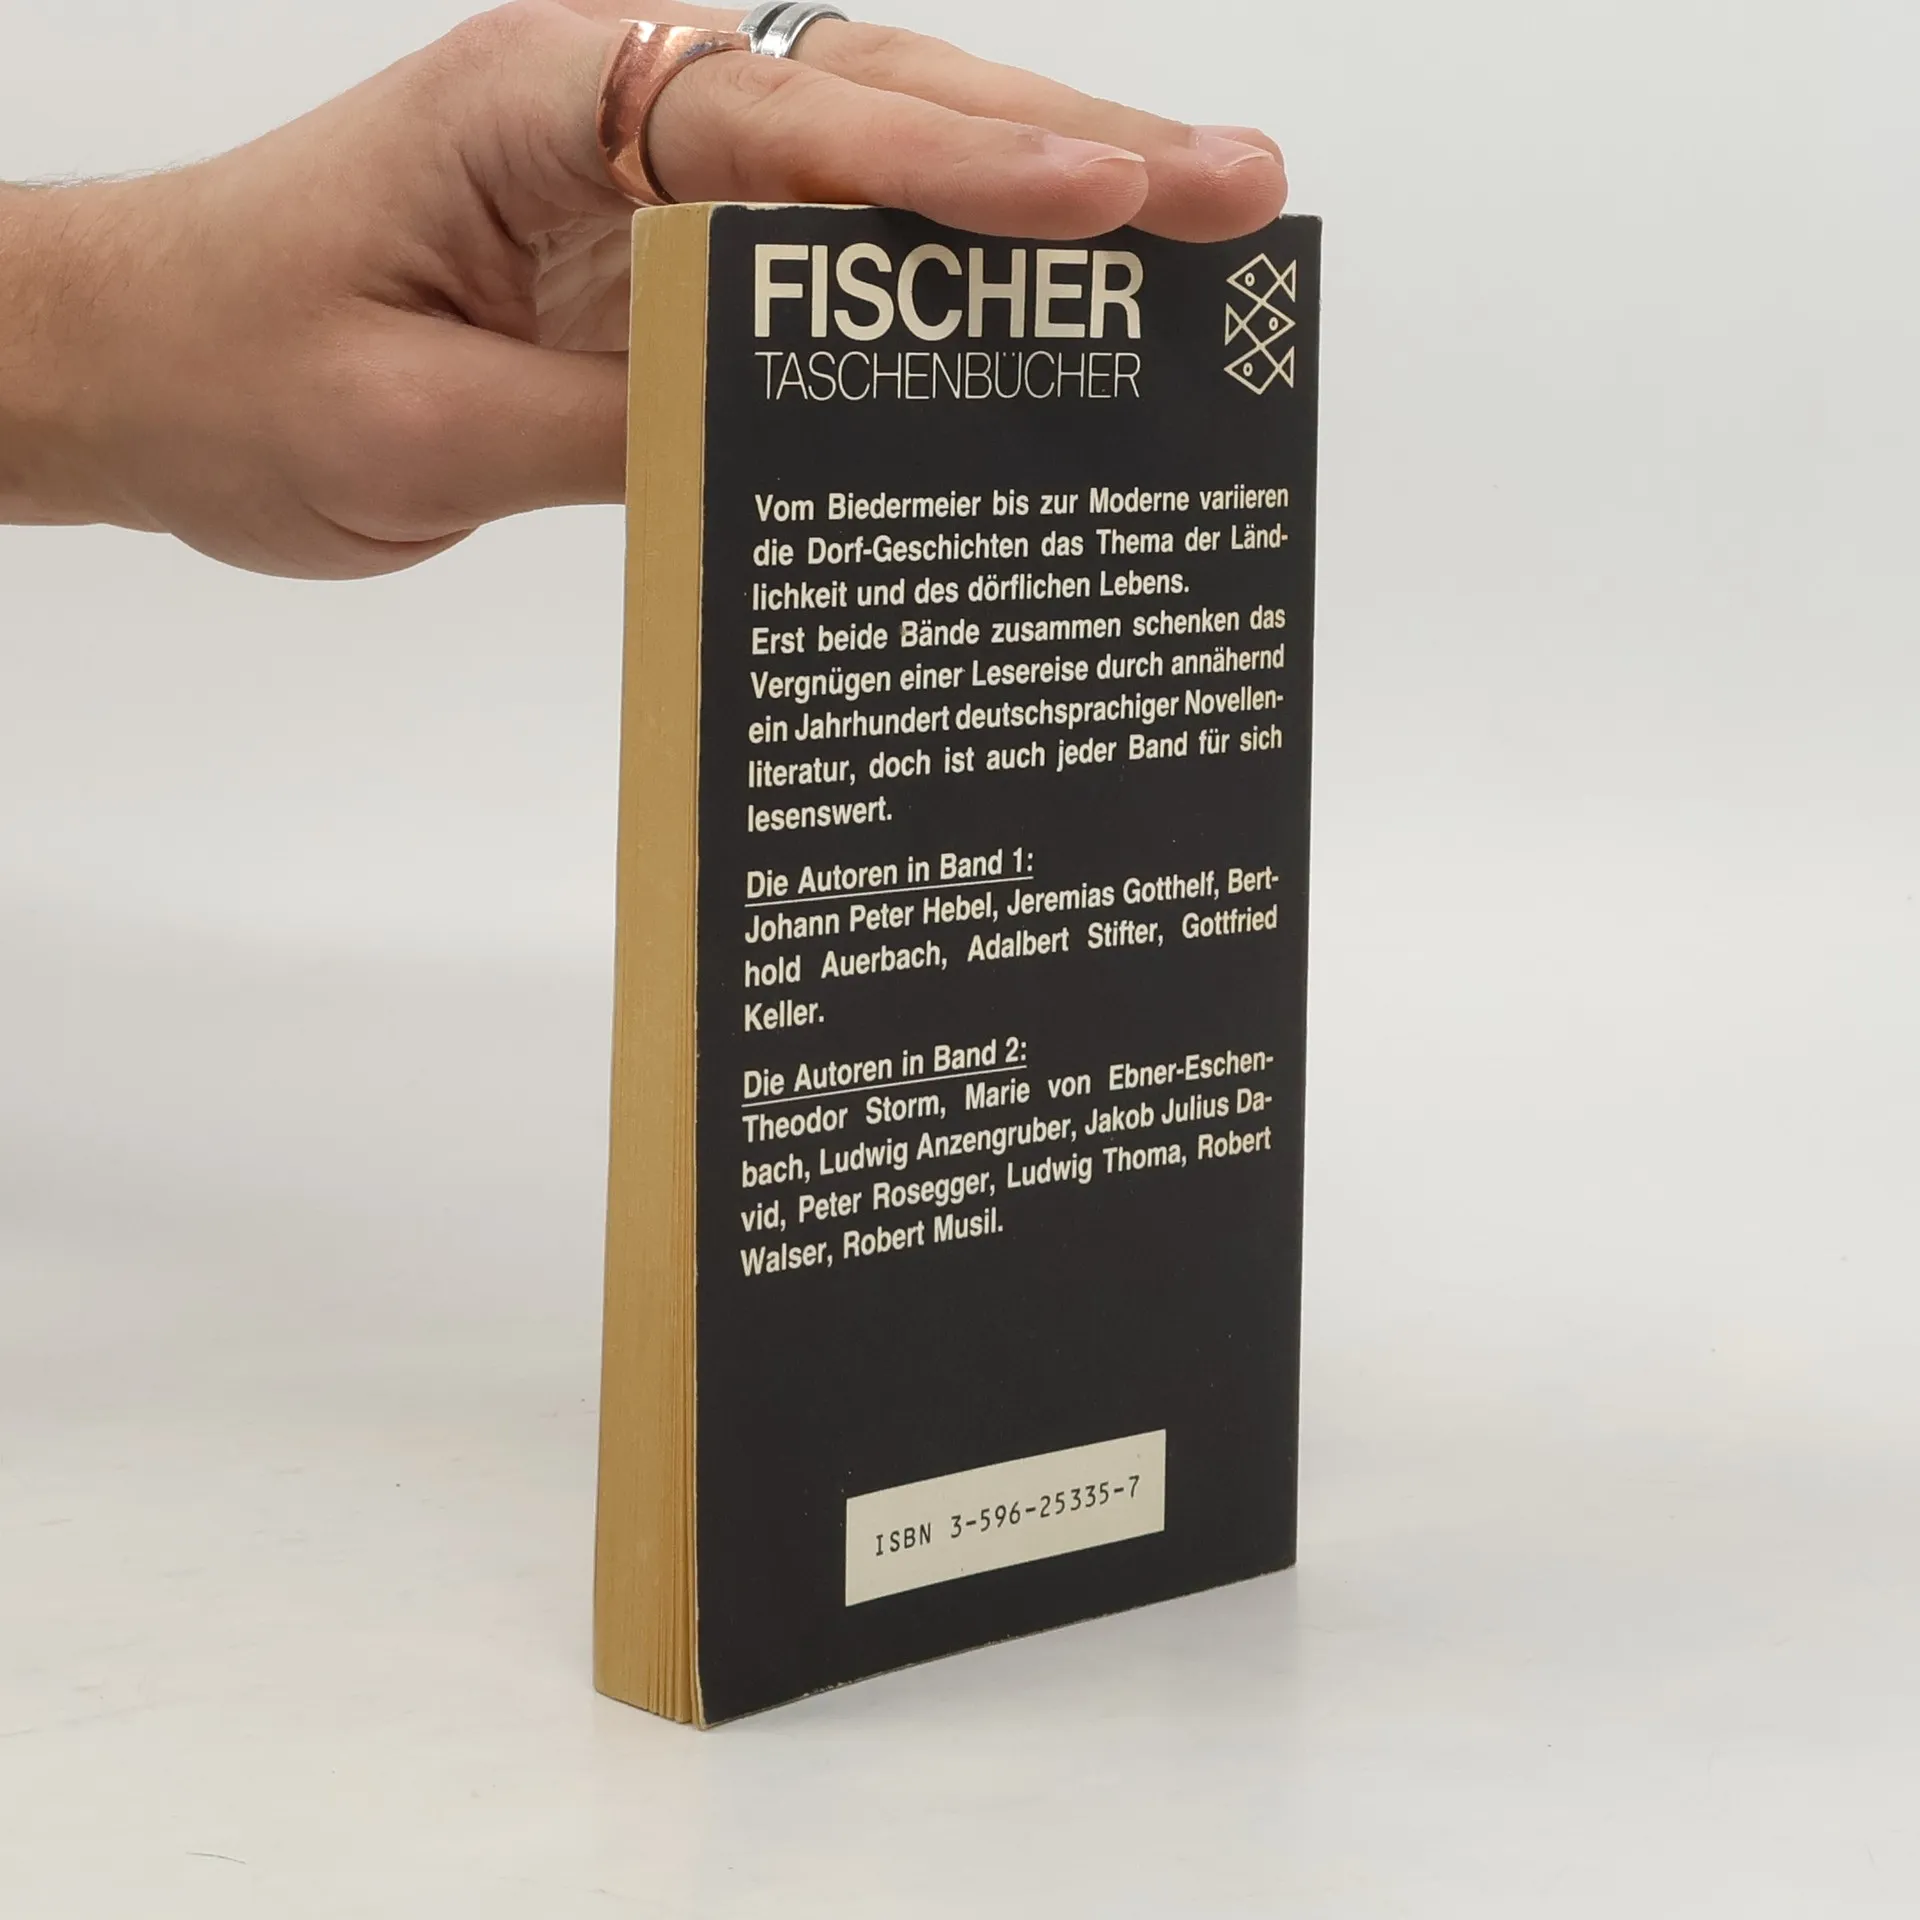 FISCHER
TASCHENBÜCHER
Vom Biedermeier bis zur Moderne variieren
die Dorf-Geschichten das Thema der Länd-
lichkeit und des dörflichen Lebens.
Erst beide Bände zusammen schenken das
Vergnügen einer Lesereise durch annähernd
ein Jahrhundert deutschsprachiger Novellen-
literatur, doch ist auch jeder Band für sich
lesenswert.
Die Autoren in Band 1:
Johann Peter Hebel, Jeremias Gotthelf, Bert-
hold Auerbach, Adalbert Stifter, Gottfried
Keller.
Die Autoren in Band 2:
Theodor Storm, Marie von Ebner-Eschen-
bach, Ludwig Anzengruber, Jakob Julius Da-
vid, Peter Rosegger, Ludwig Thoma, Robert
Walser, Robert Musil.
ISBN 3-596-25335-7